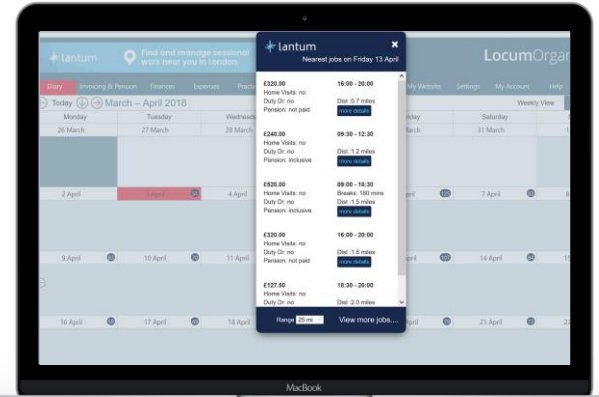 lantum
Find and manage sessional
work near you in London.
LocumOrgan
Diary Invoicing & Pension Finances Expenses Practi
My Website Settings My Account Help
Today March – April 2018
Weekly View
Monday Tuesday Wednesda
Saturday
26 March 27 March 28 March
31 March
2 April 3 April 4 April
7 April
9 April 10 April 11 April
14 April
16 April 17 April 18 April
21 April
lantum
×
Nearest jobs on Friday 13 April
£320.00 16:00 - 20:00
Home Visits: no
Duty Dr: no Dist :0.7 miles
Pension: not paid more details
£240.00 09:30 - 12:30
Home Visits: no
Duty Dr: no Dist :1.2 miles
Pension: inclusive more details
£520.00 09:00 - 18:30
Home Visits: no Breaks: 180 mins
Duty Dr: no Dist :1.5 miles
Pension: inclusive more details
£320.00 16:00 - 20:00
Home Visits: no
Duty Dr: no Dist :1.6 miles
Pension: not paid more details
£127.50 18:30 - 20:00
Home Visits: no
Duty Dr: no Dist :2.0 miles
Range 25 mi View more jobs....
MacBook